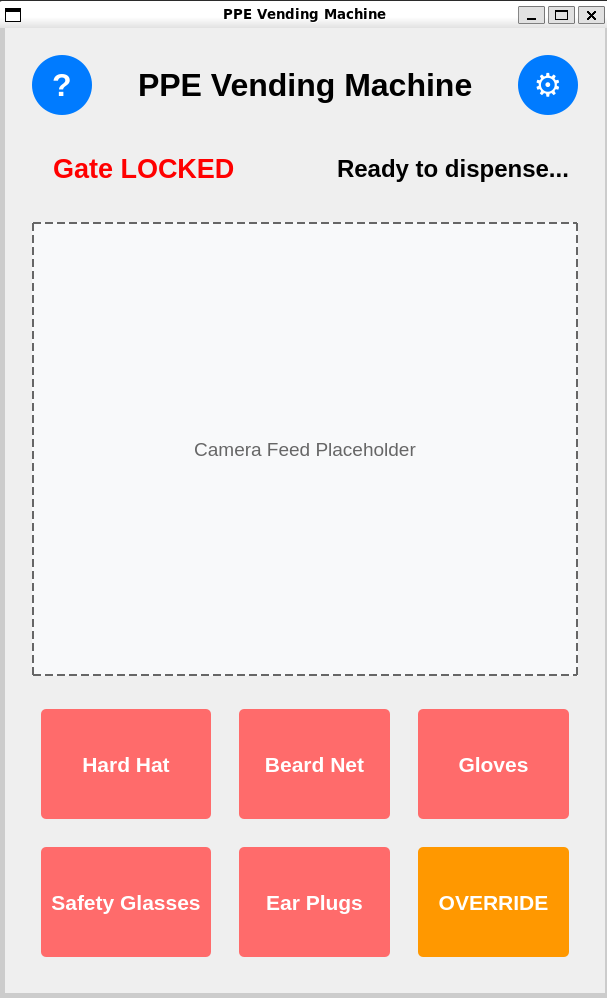 PPE Vending Machine
?
PPE Vending Machine
⚙
Gate LOCKED
Ready to dispense...
Camera Feed Placeholder
Hard Hat
Beard Net
Gloves
Safety Glasses
Ear Plugs
OVERRIDE